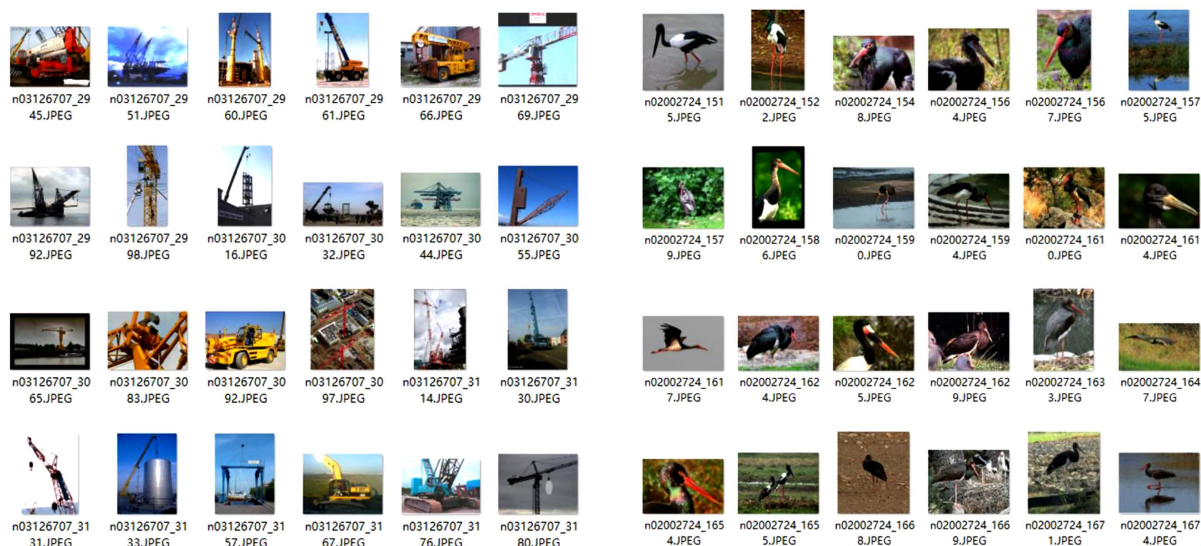 n03126707_29 n03126707_29 n03126707_29 n03126707_29 n03126707_29 n03126707_29 n02002724_151 n02002724_152 n02002724_154 n02002724_156 n02002724_156 n02002724_157
45.JPEG 51.JPEG 60.JPEG 61.JPEG 66.JPEG 69.JPEG 5.JPEG 2.JPEG 8.JPEG 4.JPEG 7.JPEG 5.JPEG
n03126707_29 n03126707_29 n03126707_30 n03126707_30 n03126707_30 n03126707_30 n02002724_157 n02002724_158 n02002724_159 n02002724_159 n02002724_161 n02002724_161
92.JPEG 98.JPEG 16.JPEG 32.JPEG 44.JPEG 55.JPEG 9.JPEG 6.JPEG 0.JPEG 4.JPEG 0.JPEG 4.JPEG
n03126707_30 n03126707_30 n03126707_30 n03126707_30 n03126707_31 n03126707_31 n02002724_161 n02002724_162 n02002724_162 n02002724_162 n02002724_163 n02002724_164
65.JPEG 83.JPEG 92.JPEG 97.JPEG 14.JPEG 30.JPEG 7.JPEG 4.JPEG 5.JPEG 9.JPEG 3.JPEG 7.JPEG
n03126707_31 n03126707_31 n03126707_31 n03126707_31 n03126707_31 n03126707_31 n02002724_165 n02002724_165 n02002724_166 n02002724_166 n02002724_167 n02002724_167
31.JPEG 33.JPEG 57.JPEG 67.JPEG 76.JPEG 80.JPEG 4.JPEG 5.JPEG 8.JPEG 9.JPEG 1.JPEG 4.JPEG